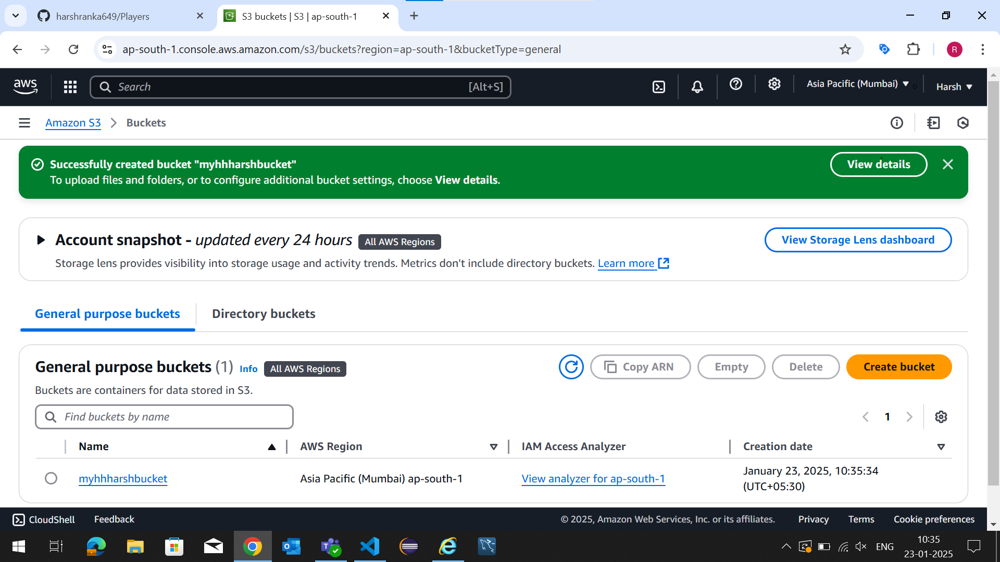 harshranka649/Players
S3 buckets | S3 | ap-south-1
ap-south-1.console.aws.amazon.com/s3/buckets?region=ap-south-1&bucketType=general
R
aws
Search
[Alt+S]
Asia Pacific (Mumbai)
Harsh
Amazon S3
Buckets
Successfully created bucket "myhhharshbucket"
To upload files and folders, or to configure additional bucket settings, choose View details.
View details
Account snapshot - updated every 24 hours
All AWS Regions
View Storage Lens dashboard
Storage lens provides visibility into storage usage and activity trends. Metrics don't include directory buckets. Learn more
General purpose buckets
Directory buckets
General purpose buckets (1)
Info
All AWS Regions
Copy ARN
Empty
Delete
Create bucket
Buckets are containers for data stored in S3.
Find buckets by name
1
Name
AWS Region
IAM Access Analyzer
Creation date
myhhharshbucket
Asia Pacific (Mumbai) ap-south-1
View analyzer for ap-south-1
January 23, 2025, 10:35:34
(UTC+05:30)
CloudShell
Feedback
© 2025, Amazon Web Services, Inc. or its affiliates.
Privacy
Terms
Cookie preferences
ENG
10:35
23-01-2025